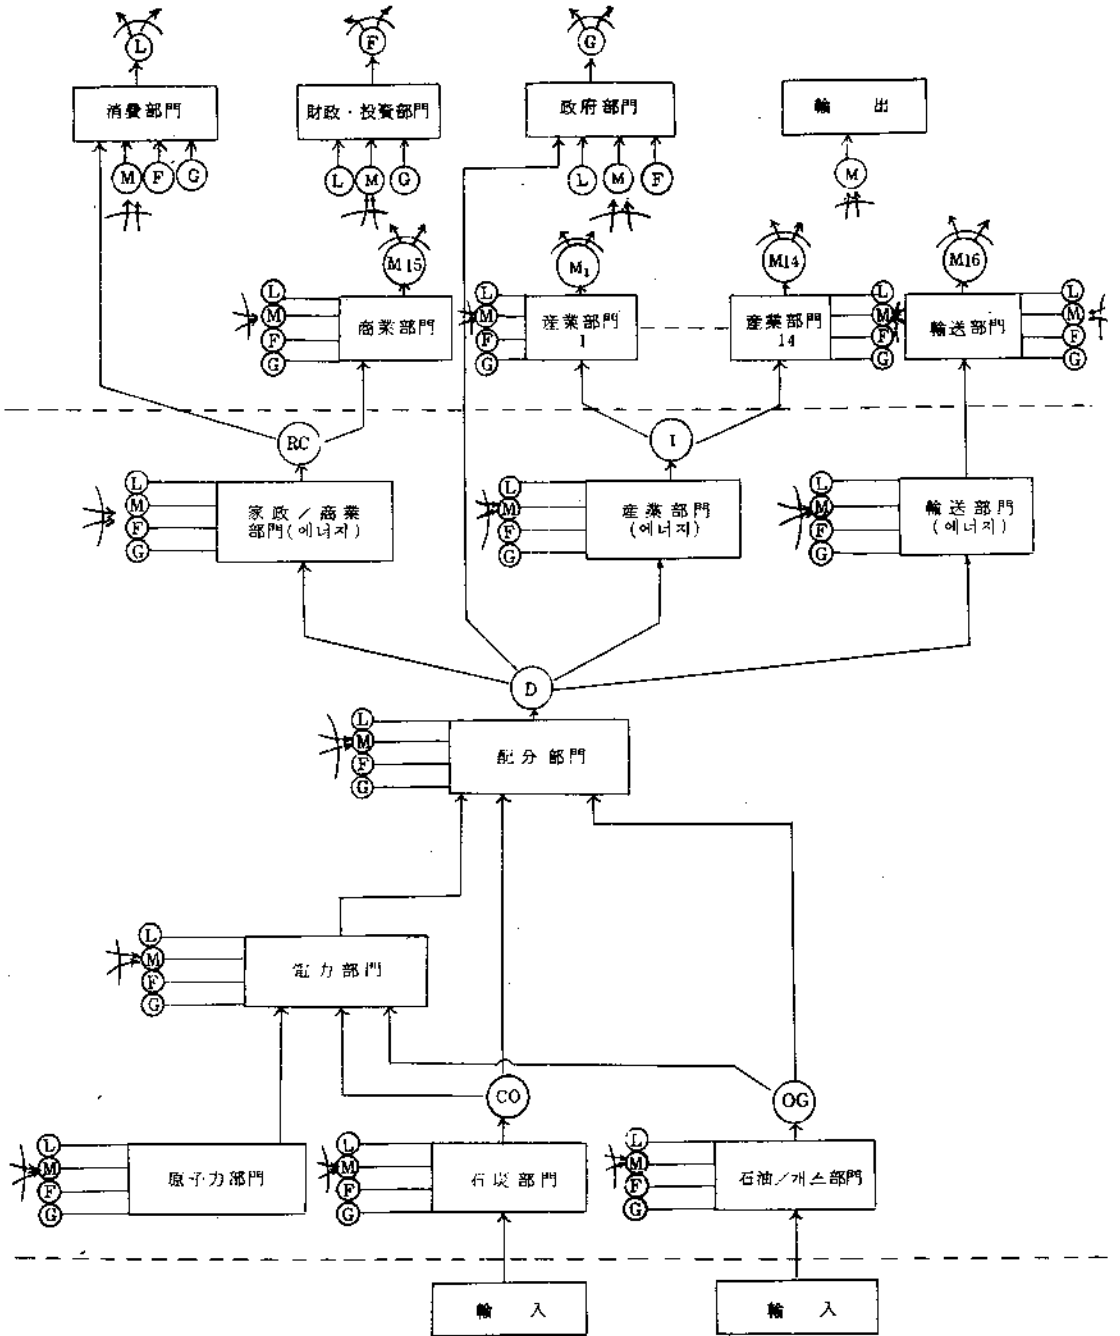 L
F
G
消費部門
財政・投資部門
政府部門
輸 出
M F G
L M G
L M F
M
M15
M1
M14
M16
L
M
F
G
商業部門
L
M
F
G
産業部門
1
産業部門
14
L
M
F
G
輸送部門
L
M
F
G
RC
I
L
M
F
G
家政／商業
部門(에너지)
L
M
F
G
産業部門
(에너지)
L
M
F
G
輸送部門
(에너지)
D
L
M
F
G
配分部門
L
M
F
G
電力部門
CO
OG
L
M
F
G
原子力部門
L
M
F
G
石炭部門
L
M
F
G
石油／개스部門
輸 入
輸 入